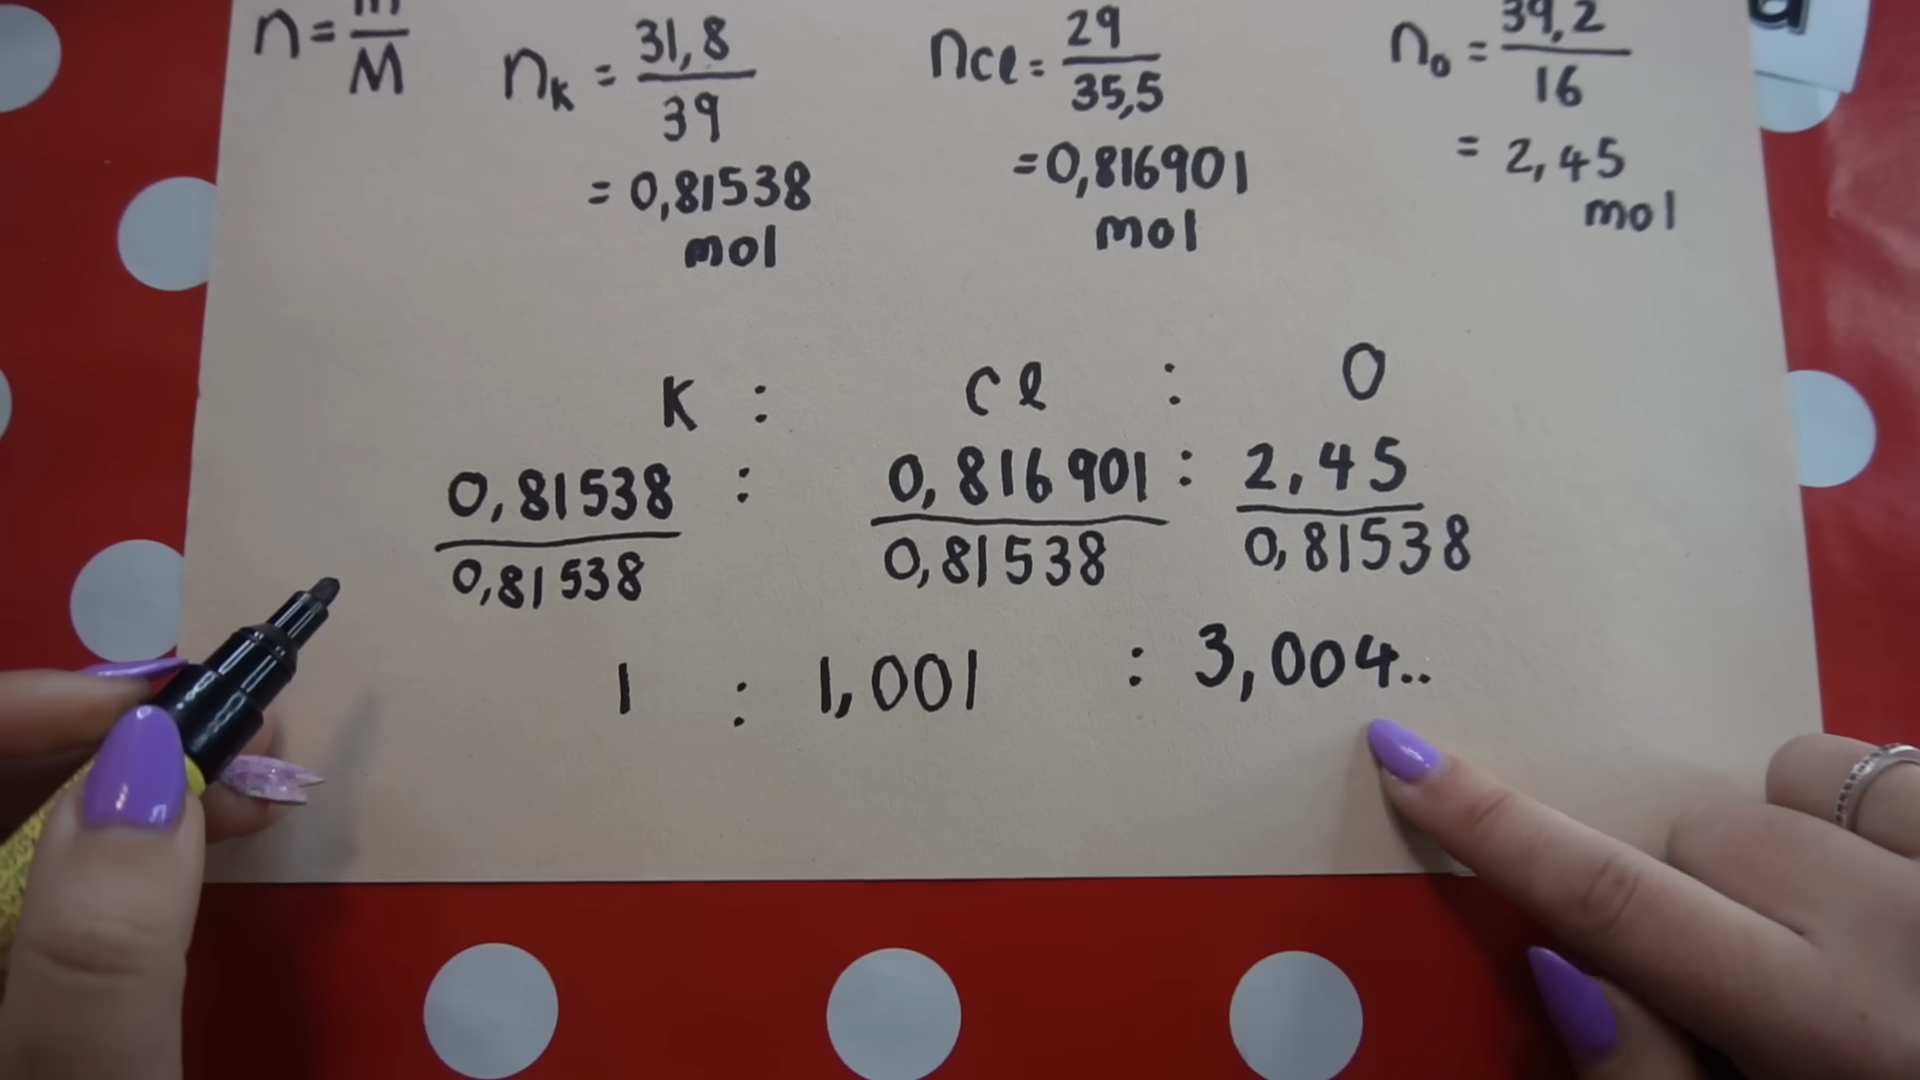 n = m/M
nK = 31,8/39
= 0,81538
mol
nCl = 29/35,5
= 0,816901
mol
nO = 39,2/16
= 2,45
mol
K : Cl : O
0,81538/0,81538 : 0,816901/0,81538 : 2,45/0,81538
1 : 1,001 : 3,004..